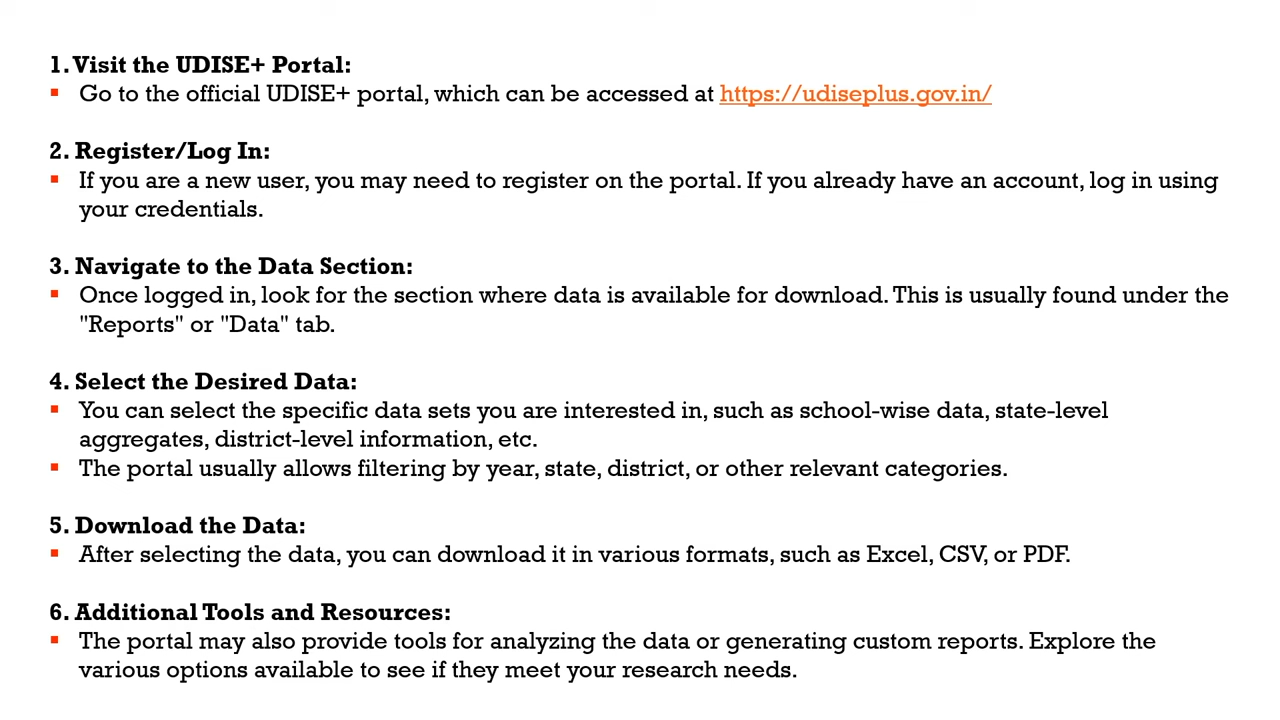 1. Visit the UDISE+ Portal:
▪ Go to the official UDISE+ portal, which can be accessed at https://udiseplus.gov.in/
2. Register/Log In:
▪ If you are a new user, you may need to register on the portal. If you already have an account, log in using
your credentials.
3. Navigate to the Data Section:
▪ Once logged in, look for the section where data is available for download. This is usually found under the
"Reports" or "Data" tab.
4. Select the Desired Data:
▪ You can select the specific data sets you are interested in, such as school-wise data, state-level
aggregates, district-level information, etc.
▪ The portal usually allows filtering by year, state, district, or other relevant categories.
5. Download the Data:
▪ After selecting the data, you can download it in various formats, such as Excel, CSV, or PDF.
6. Additional Tools and Resources:
▪ The portal may also provide tools for analyzing the data or generating custom reports. Explore the
various options available to see if they meet your research needs.